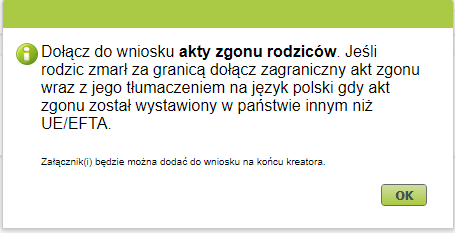 Dołącz do wniosku akty zgonu rodziców. Jeśli
rodzic zmarł za granicą dołącz zagraniczny akt zgonu
wraz z jego tłumaczeniem na język polski gdy akt
zgonu został wystawiony w państwie innym niż
UE/EFTA.
Załącznik(i) będzie można dodać do wniosku na końcu kreatora.
OK